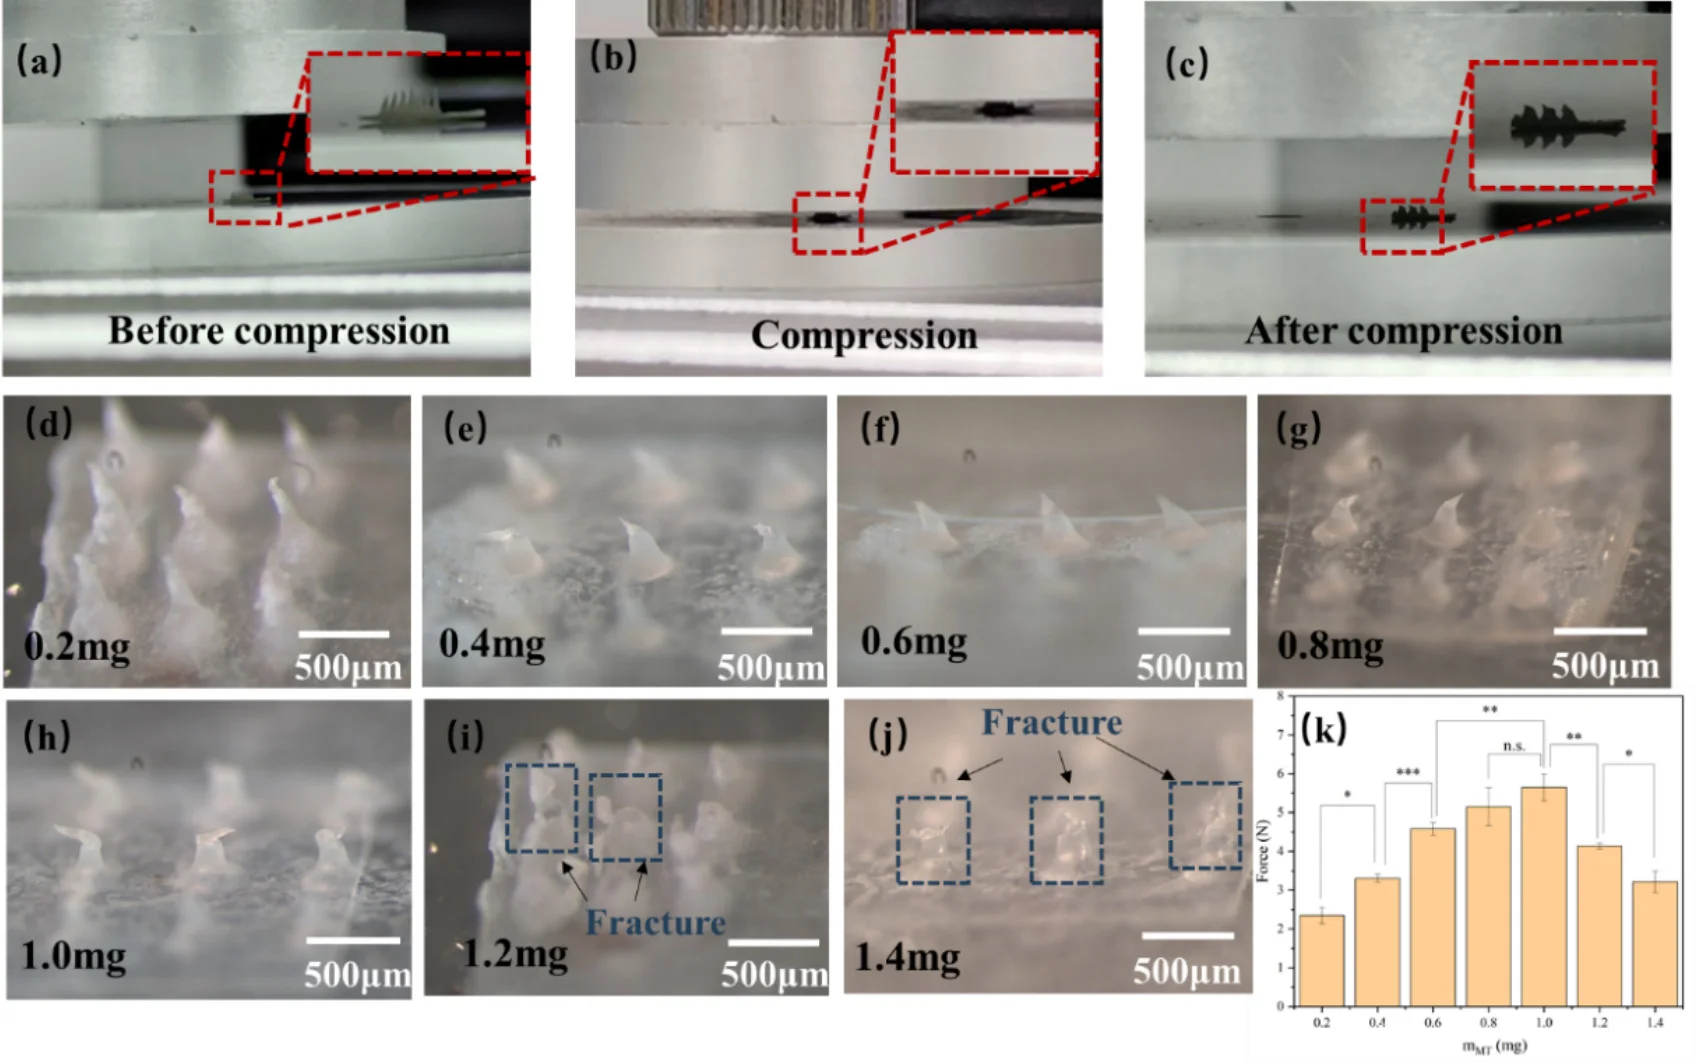 (a)
Before compression
(b)
Compression
(c)
After compression
(d)
0.2mg
500µm
(e)
0.4mg
500µm
(f)
0.6mg
500µm
(g)
0.8mg
500µm
(h)
1.0mg
500µm
(i)
Fracture
1.2mg
500µm
(j)
Fracture
1.4mg
500µm
(k)
8
7
6
5
4
3
2
1
0
Force (N)
*
***
**
n.s.
**
*
0.2 0.4 0.6 0.8 1.0 1.2 1.4
mMT (mg)